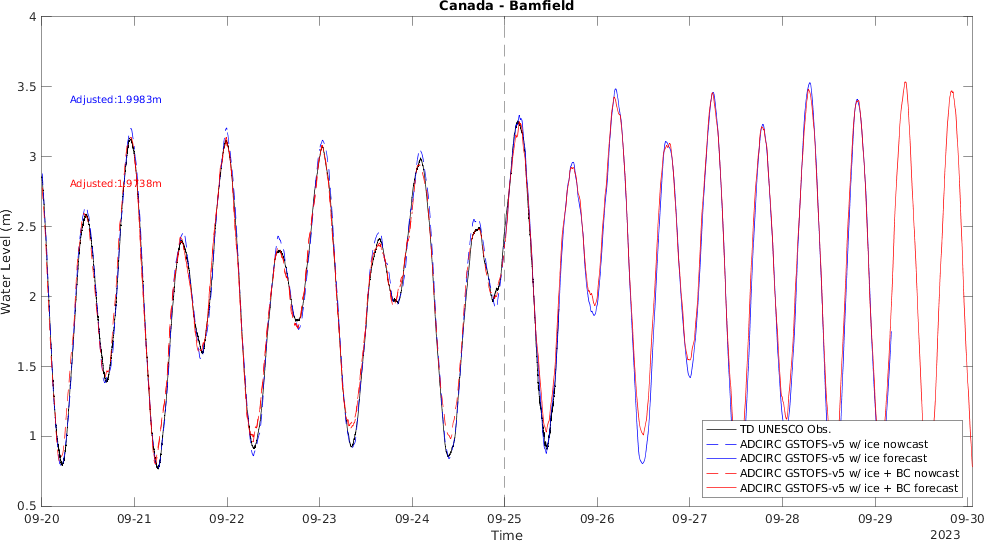 Canada - Bamfield
4
3.5
3
2.5
2
1.5
1
0.5
Water Level (m)
Adjusted:1.9983m
Adjusted:1.9738m
TD UNESCO Obs.
ADCIRC GSTOFS-v5 w/ ice nowcast
ADCIRC GSTOFS-v5 w/ ice forecast
ADCIRC GSTOFS-v5 w/ ice + BC nowcast
ADCIRC GSTOFS-v5 w/ ice + BC forecast
09-20 09-21 09-22 09-23 09-24 09-25 09-26 09-27 09-28 09-29 09-30
Time
2023